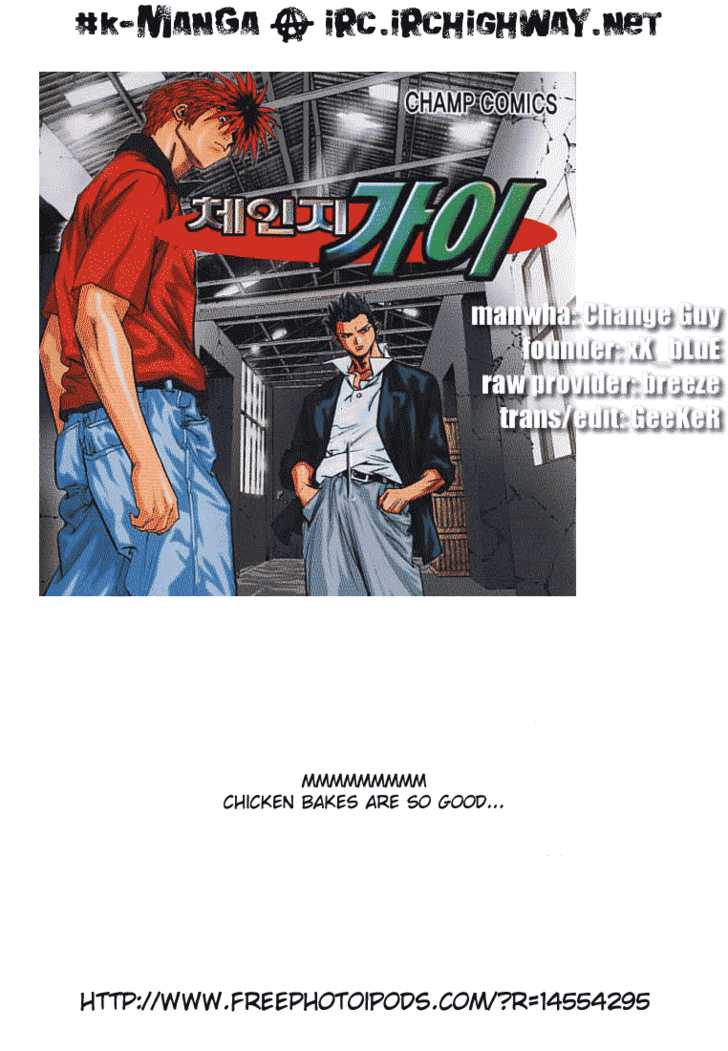 #k-Manga @ irc.irchighway.net
CHAMP COMICS
체인지 가이
manwha: Change Guy
founder: xX_bLuE
raw provider: breeze
trans/edit: GeeKeR
MMMMMMMMMM
CHICKEN BAKES ARE SO GOOD...
HTTP://WWW.FREEPHOTOIPODS.COM/?R=14554295